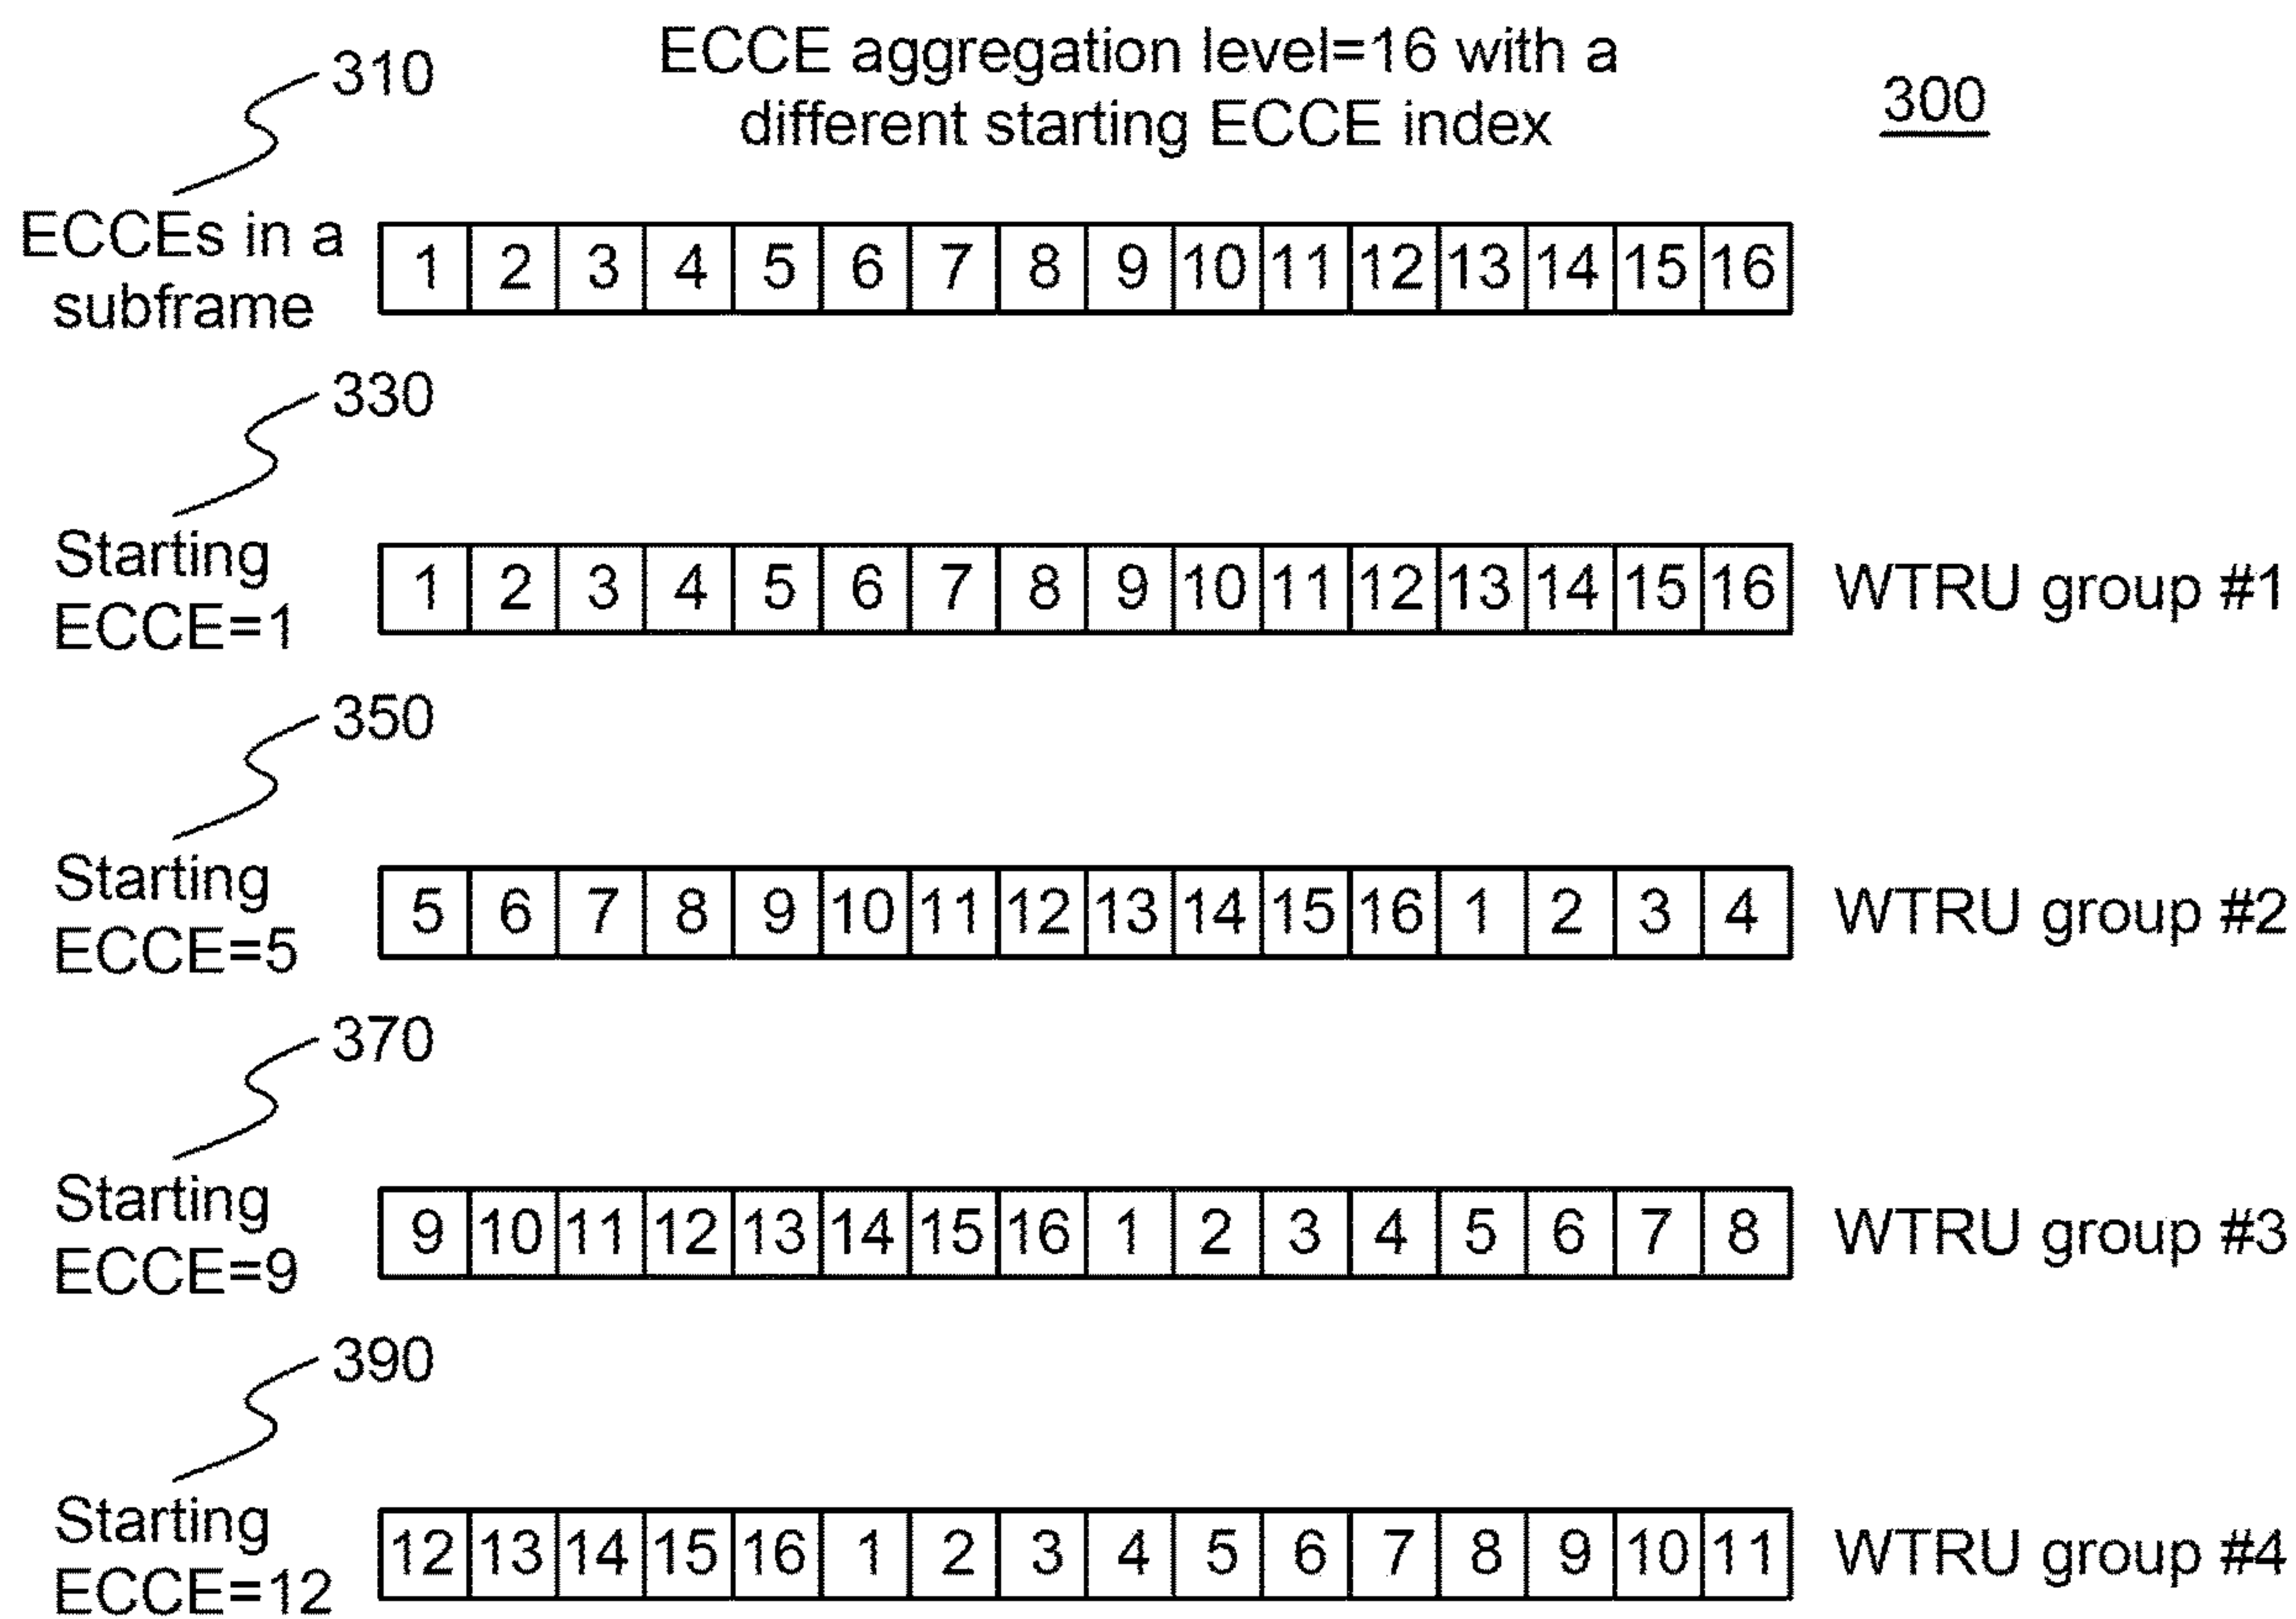 310
ECCE aggregation level=16 with a
different starting ECCE index
300
ECCEs in a
subframe
1 2 3 4 5 6 7 8 9 10 11 12 13 14 15 16
330
Starting
ECCE=1
1 2 3 4 5 6 7 8 9 10 11 12 13 14 15 16
WTRU group #1
350
Starting
ECCE=5
5 6 7 8 9 10 11 12 13 14 15 16 1 2 3 4
WTRU group #2
370
Starting
ECCE=9
9 10 11 12 13 14 15 16 1 2 3 4 5 6 7 8
WTRU group #3
390
Starting
ECCE=12
12 13 14 15 16 1 2 3 4 5 6 7 8 9 10 11
WTRU group #4